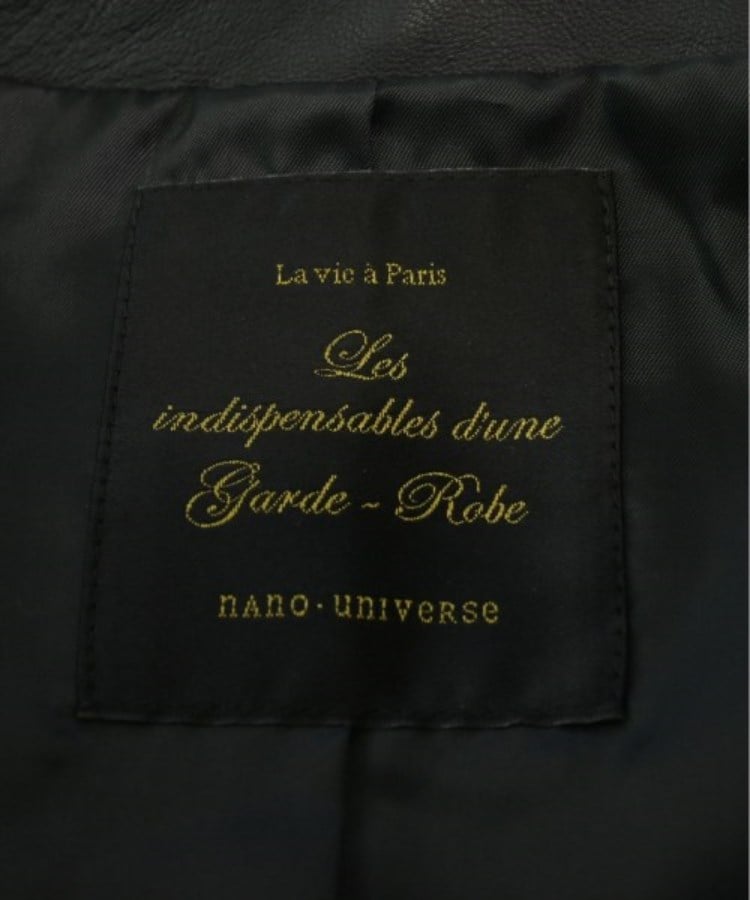 La vie à Paris
Les
indispensables d'une
Garde - Robe
nano・universe